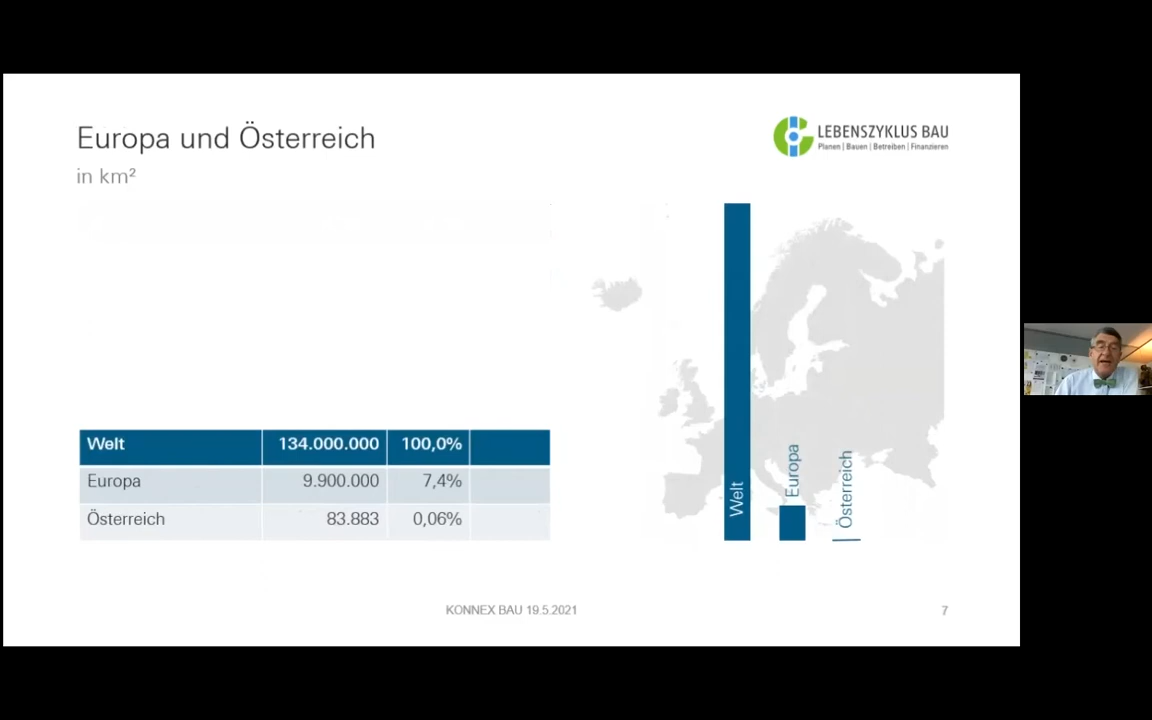 Europa und Österreich
in km²
LEBENSZYKLUS BAU
Planen | Bauen | Betreiben | Finanzieren
Welt 134.000.000 100,0%
Europa 9.900.000 7,4%
Österreich 83.883 0,06%
Welt
Europa
Österreich
KONNEX BAU 19.5.2021
7